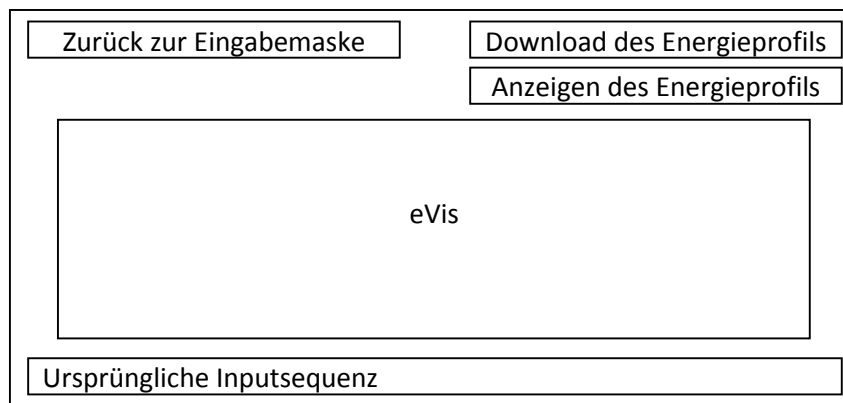 Zurück zur Eingabemaske
Download des Energieprofils
Anzeigen des Energieprofils
eVis
Ursprüngliche Inputsequenz